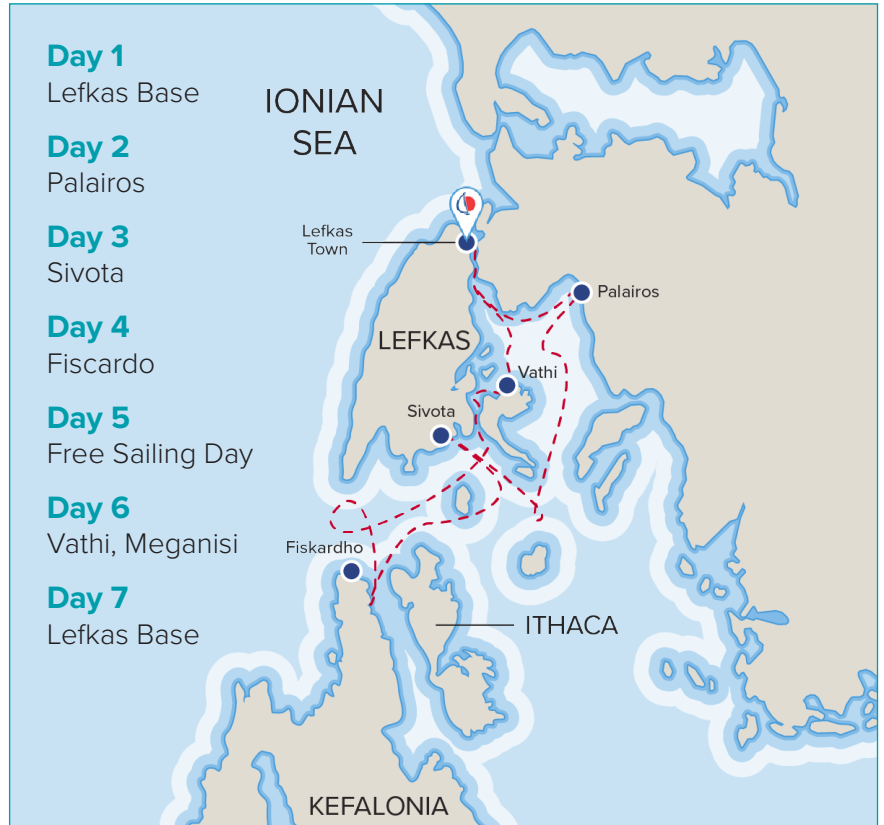 Day 1
Lefkas Base
Day 2
Palairos
Day 3
Sivota
Day 4
Fiscardo
Day 5
Free Sailing Day
Day 6
Vathi, Meganisi
Day 7
Lefkas Base
IONIAN
SEA
Lefkas
Town
Palairos
LEFKAS
Vathi
Sivota
Fiskardho
ITHACA
KEFALONIA